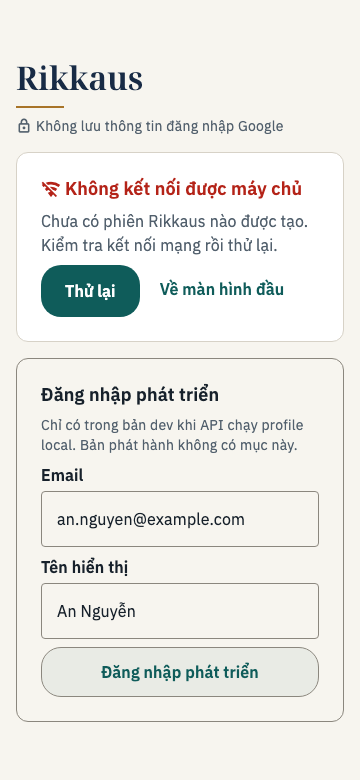 Rikkaus
Không lưu thông tin đăng nhập Google
Không kết nối được máy chủ
Chưa có phiên Rikkaus nào được tạo.
Kiểm tra kết nối mạng rồi thử lại.
Thử lại
Về màn hình đầu
Đăng nhập phát triển
Chỉ có trong bản dev khi API chạy profile
local. Bản phát hành không có mục này.
Email
an.nguyen@example.com
Tên hiển thị
An Nguyễn
Đăng nhập phát triển